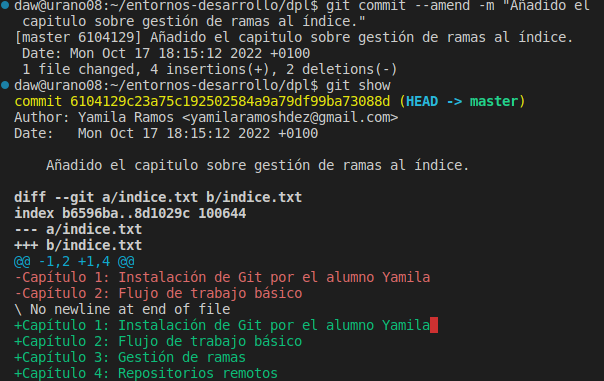 daw@urano08:~/entornos-desarrollo/dpl$ git commit --amend -m "Añadido el
capitulo sobre gestión de ramas al índice."
[master 6104129] Añadido el capitulo sobre gestión de ramas al índice.
Date: Mon Oct 17 18:15:12 2022 +0100
1 file changed, 4 insertions(+), 2 deletions(-)
daw@urano08:~/entornos-desarrollo/dpl$ git show
commit 6104129c23a75c192502584a9a79df99ba73088d (HEAD -> master)
Author: Yamila Ramos <yamilaramoshdez@gmail.com>
Date:   Mon Oct 17 18:15:12 2022 +0100
Añadido el capitulo sobre gestión de ramas al índice.
diff --git a/indice.txt b/indice.txt
index b6596ba..8d1029c 100644
--- a/indice.txt
+++ b/indice.txt
@@ -1,2 +1,4 @@
-Capítulo 1: Instalación de Git por el alumno Yamila
-Capítulo 2: Flujo de trabajo básico
\ No newline at end of file
+Capítulo 1: Instalación de Git por el alumno Yamila
+Capítulo 2: Flujo de trabajo básico
+Capítulo 3: Gestión de ramas
+Capítulo 4: Repositorios remotos